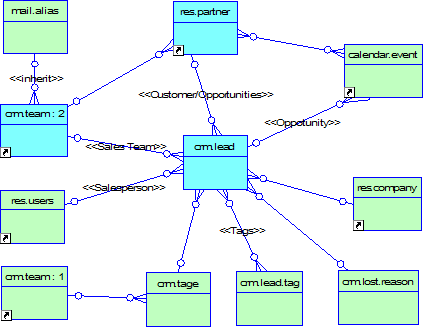 mail.alias
res.partner
calendar.event
<<inherit>>
<<Customer/Opportunities>>
crm.team : 2
<<Opportunity>>
<<Sales Team>>
crm.lead
<<Salesperson>>
res.users
res.company
<<Tags>>
crm.team : 1
crm.tage
crm.lead.tag
crm.lost.reason